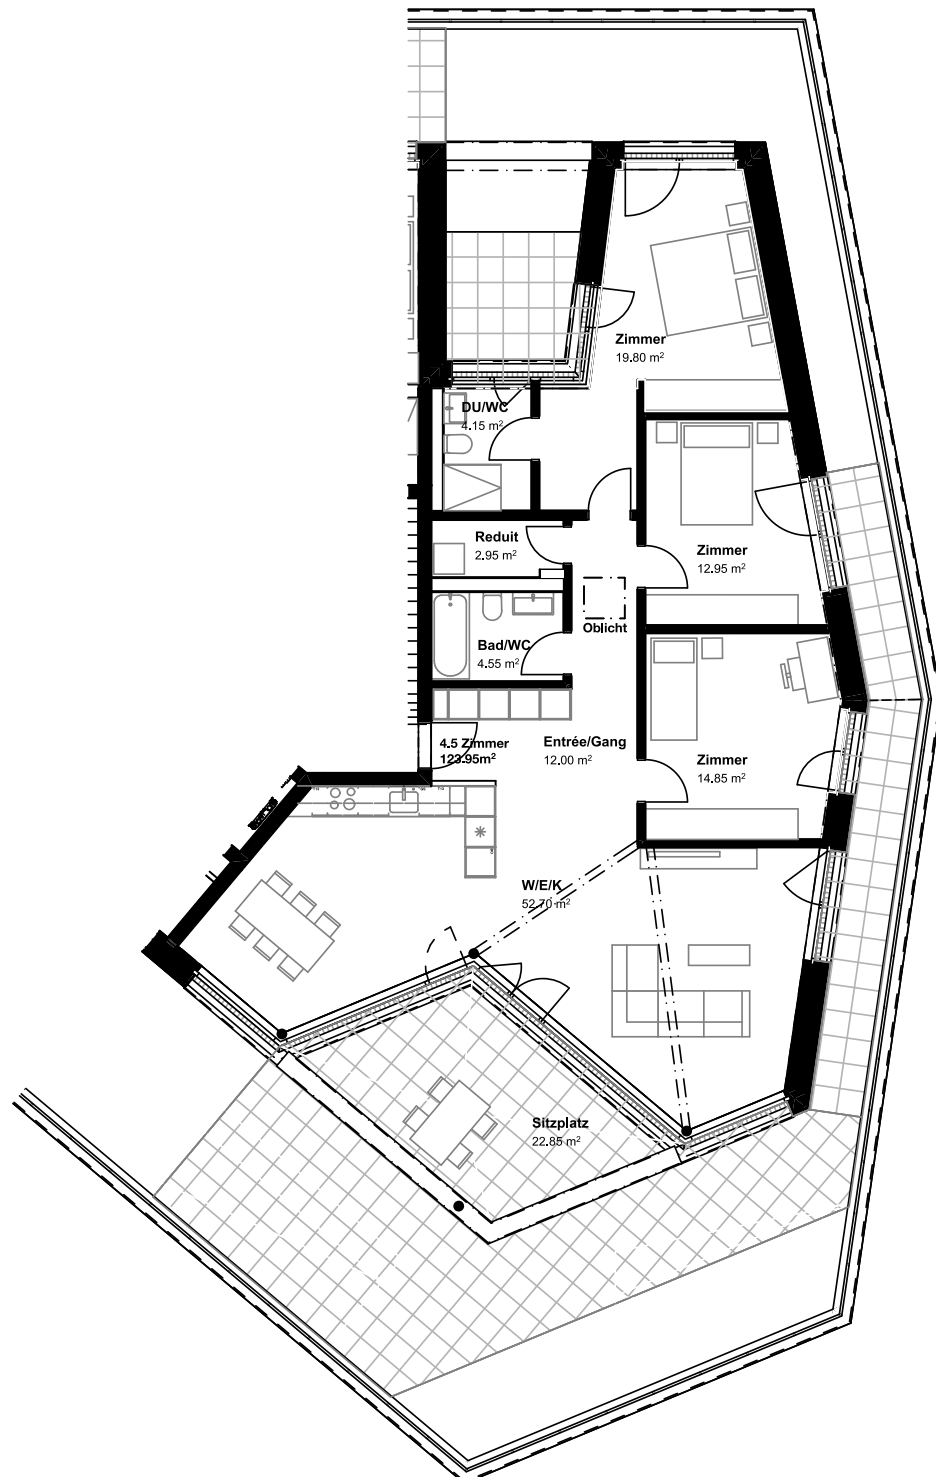 Zimmer
19.80 m²
DU/WC
4.15 m²
Reduit
2.95 m²
Zimmer
12.95 m²
Oblicht
Bad/WC
4.55 m²
4.5 Zimmer
123.95m²
Entrée/Gang
12.00 m²
Zimmer
14.85 m²
W/E/K
52.70 m²
Sitzplatz
22.85 m²